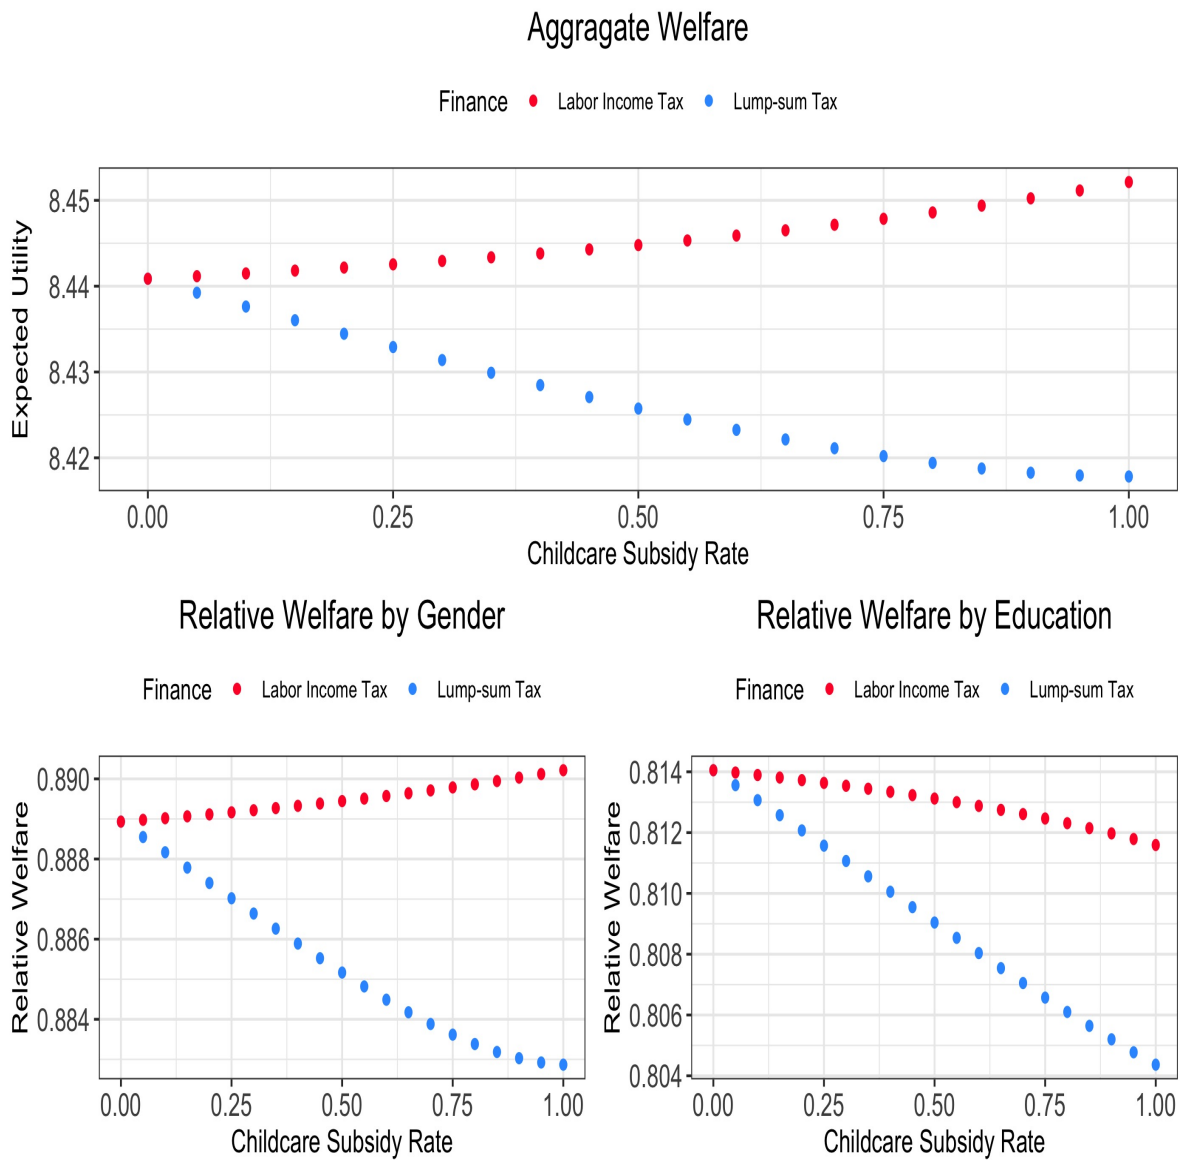 Aggragate Welfare
Finance Labor Income Tax Lump-sum Tax
Expected Utility
8.45
8.44
8.43
8.42
0.00 0.25 0.50 0.75 1.00
Childcare Subsidy Rate
Relative Welfare by Gender
Finance Labor Income Tax Lump-sum Tax
Relative Welfare
0.890
0.888
0.886
0.884
0.00 0.25 0.50 0.75 1.00
Childcare Subsidy Rate
Relative Welfare by Education
Finance Labor Income Tax Lump-sum Tax
Relative Welfare
0.814
0.812
0.810
0.808
0.806
0.804
0.00 0.25 0.50 0.75 1.00
Childcare Subsidy Rate